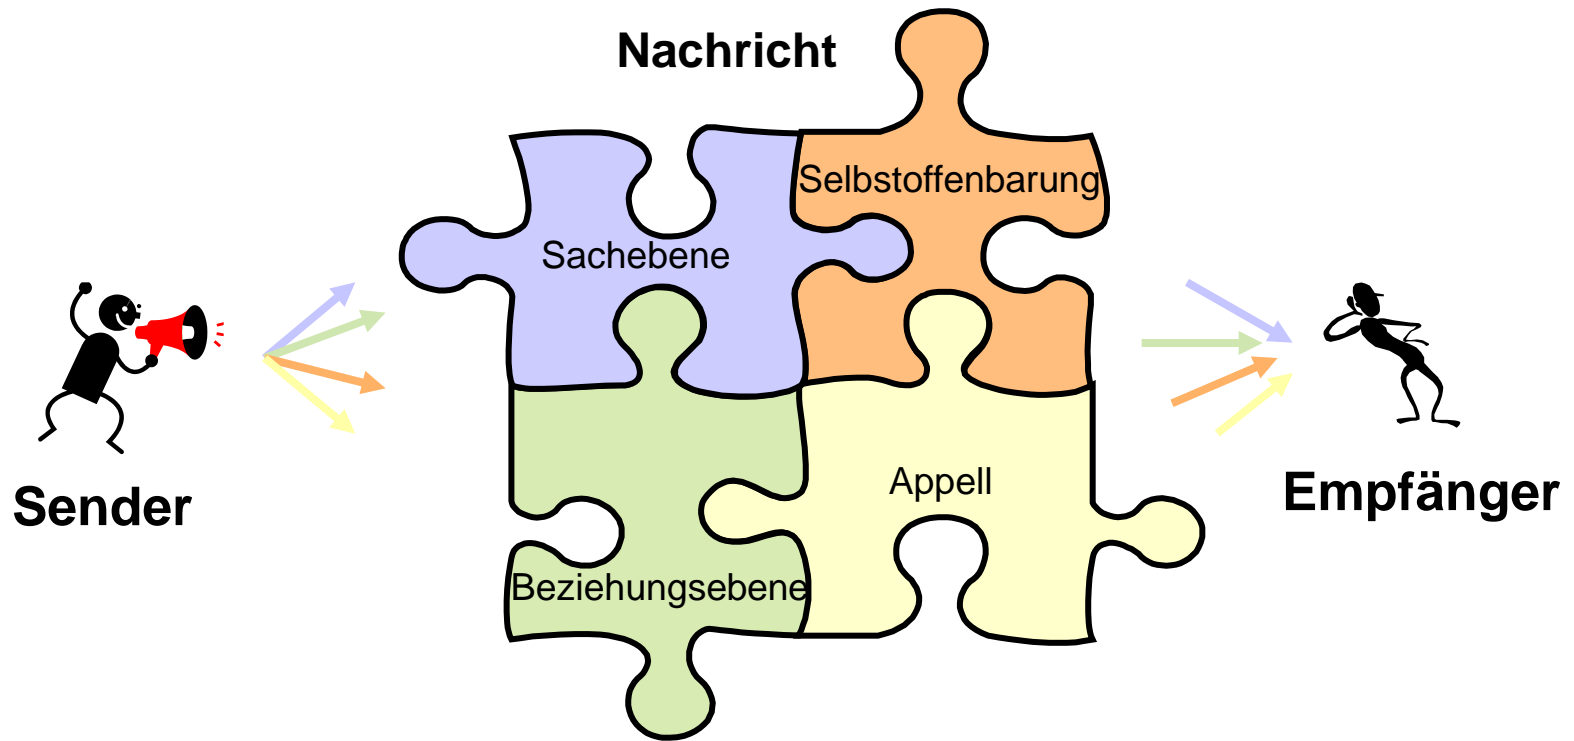 Nachricht
Selbstoffenbarung
Sachebene
Sender
Appell
Empfänger
Beziehungsebene